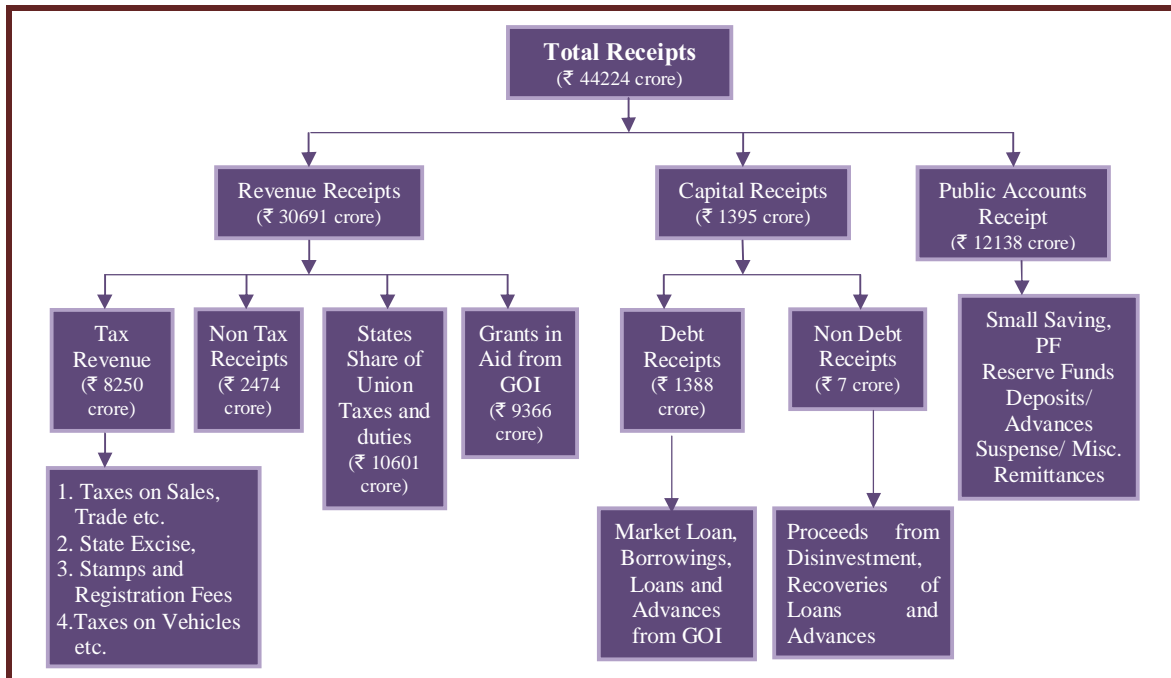 Total Receipts
(₹ 44224 crore)
Revenue Receipts
(₹ 30691 crore)
Capital Receipts
(₹ 1395 crore)
Public Accounts
Receipt
(₹ 12138 crore)
Tax
Revenue
(₹ 8250
crore)
Non Tax
Receipts
(₹ 2474
crore)
States
Share of
Union
Taxes and
duties
(₹ 10601
crore)
Grants in
Aid from
GOI
(₹ 9366
crore)
Debt
Receipts
(₹ 1388
crore)
Non Debt
Receipts
(₹ 7 crore)
Small Saving,
PF
Reserve Funds
Deposits/
Advances
Suspense/ Misc.
Remittances
1. Taxes on Sales,
Trade etc.
2. State Excise,
3. Stamps and
Registration Fees
4.Taxes on Vehicles
etc.
Market Loan,
Borrowings,
Loans and
Advances
from GOI
Proceeds from
Disinvestment,
Recoveries of
Loans and
Advances